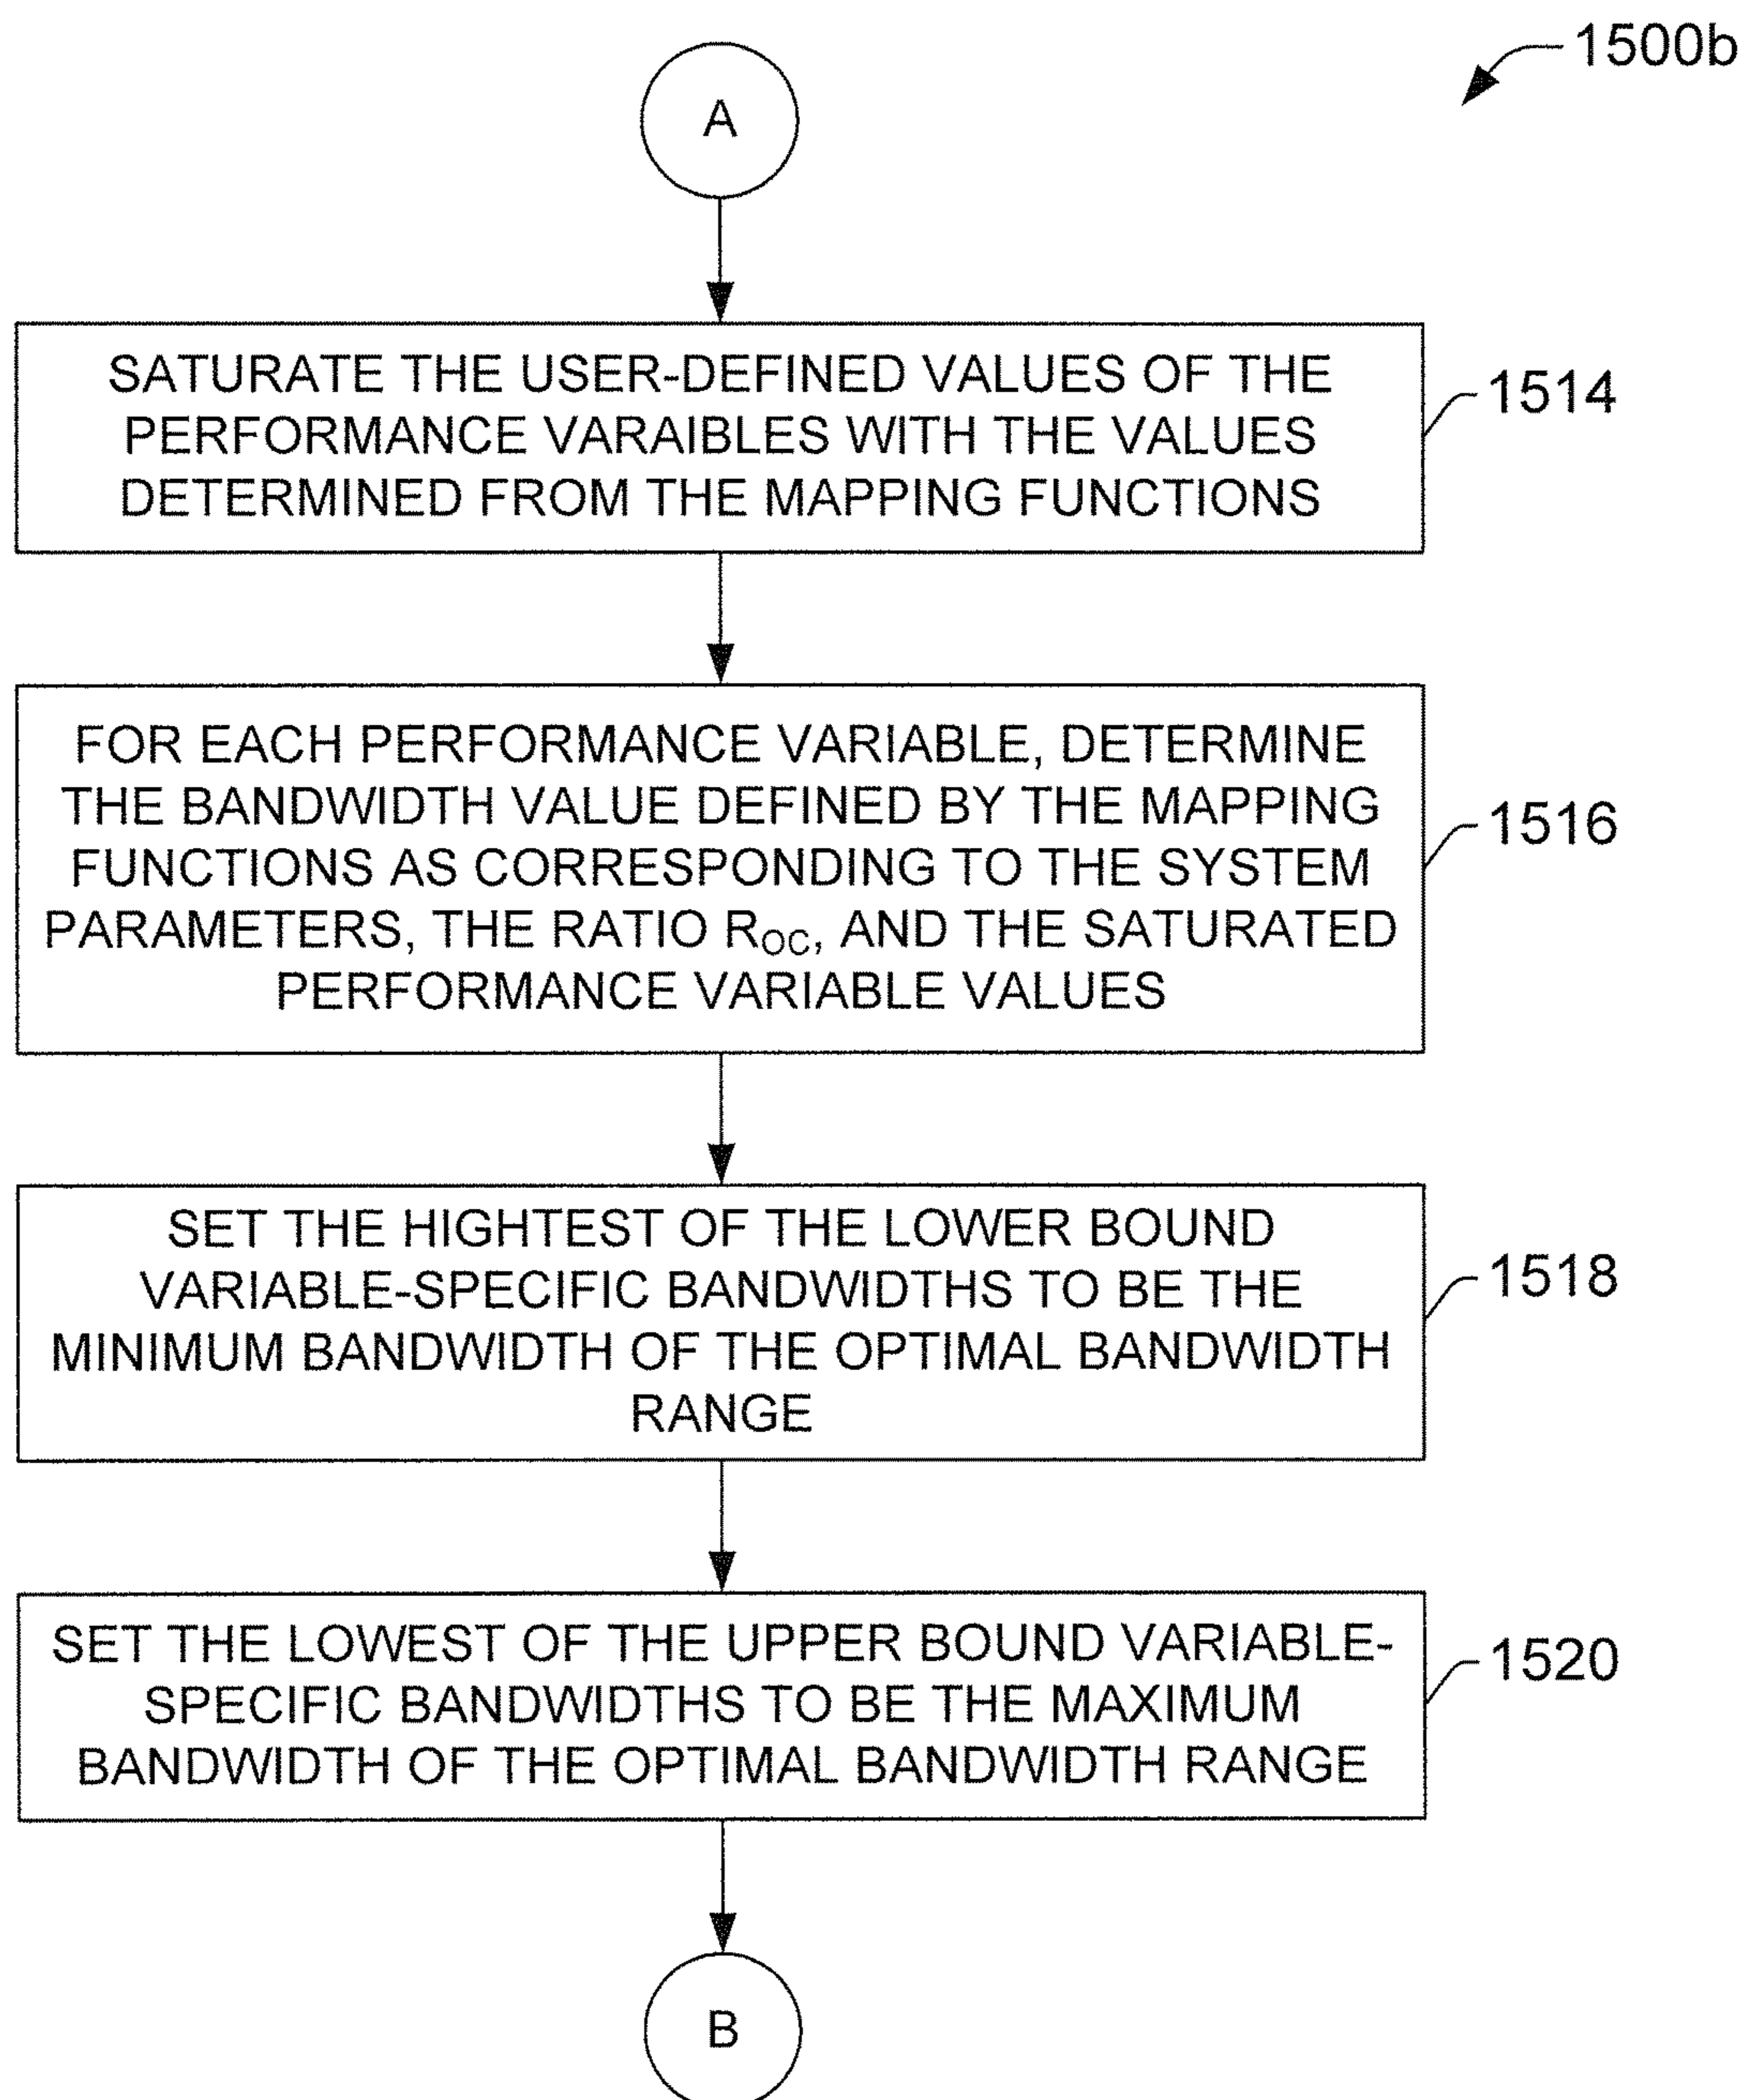 1500b
A
SATURATE THE USER-DEFINED VALUES OF THE
PERFORMANCE VARAIBLES WITH THE VALUES
DETERMINED FROM THE MAPPING FUNCTIONS
1514
FOR EACH PERFORMANCE VARIABLE, DETERMINE
THE BANDWIDTH VALUE DEFINED BY THE MAPPING
FUNCTIONS AS CORRESPONDING TO THE SYSTEM
PARAMETERS, THE RATIO ROC, AND THE SATURATED
PERFORMANCE VARIABLE VALUES
1516
SET THE HIGHTEST OF THE LOWER BOUND
VARIABLE-SPECIFIC BANDWIDTHS TO BE THE
MINIMUM BANDWIDTH OF THE OPTIMAL BANDWIDTH
RANGE
1518
SET THE LOWEST OF THE UPPER BOUND VARIABLE-
SPECIFIC BANDWIDTHS TO BE THE MAXIMUM
BANDWIDTH OF THE OPTIMAL BANDWIDTH RANGE
1520
B